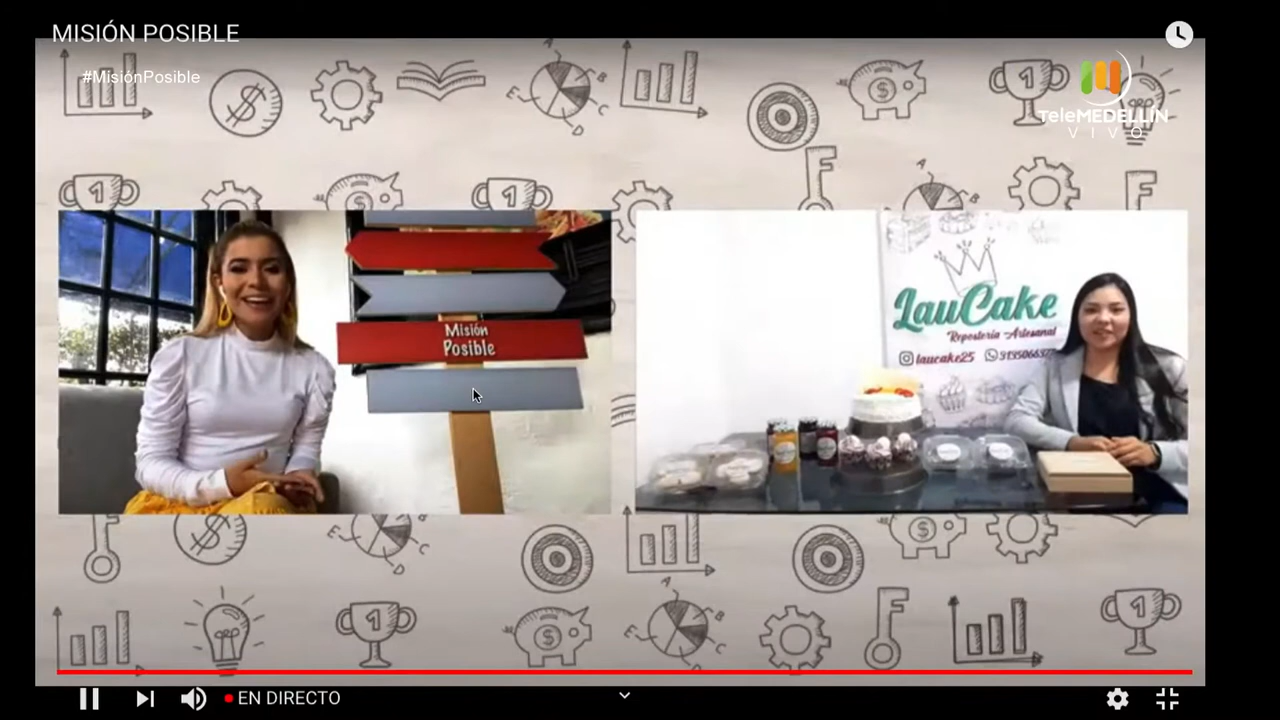 MISIÓN POSIBLE
#MisiónPosible
TeleMEDELLÍN
VIVO
Misión
Posible
LauCake
Repostería Artesanal
laucake25
EN DIRECTO